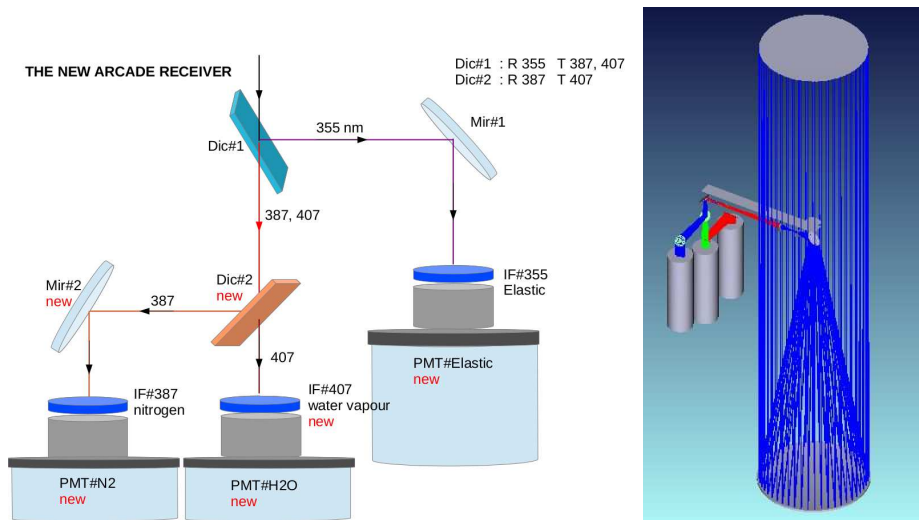 THE NEW ARCADE RECEIVER
Dic#1 : R 355 T 387, 407
Dic#2 : R 387 T 407
Mir#1
355 nm
Dic#1
387, 407
Mir#2
new
387
Dic#2
new
IF#355
Elastic
407
PMT#Elastic
new
IF#387
nitrogen
IF#407
water vapour
new
PMT#N2
new
PMT#H2O
new